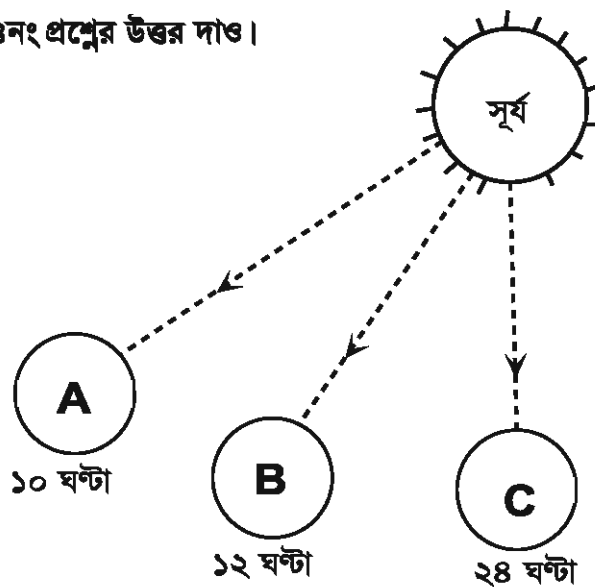 নং প্রশ্নের উত্তর দাও।
সূর্য
A
B
C
১০ ঘণ্টা
১২ ঘণ্টা
২৪ ঘণ্টা